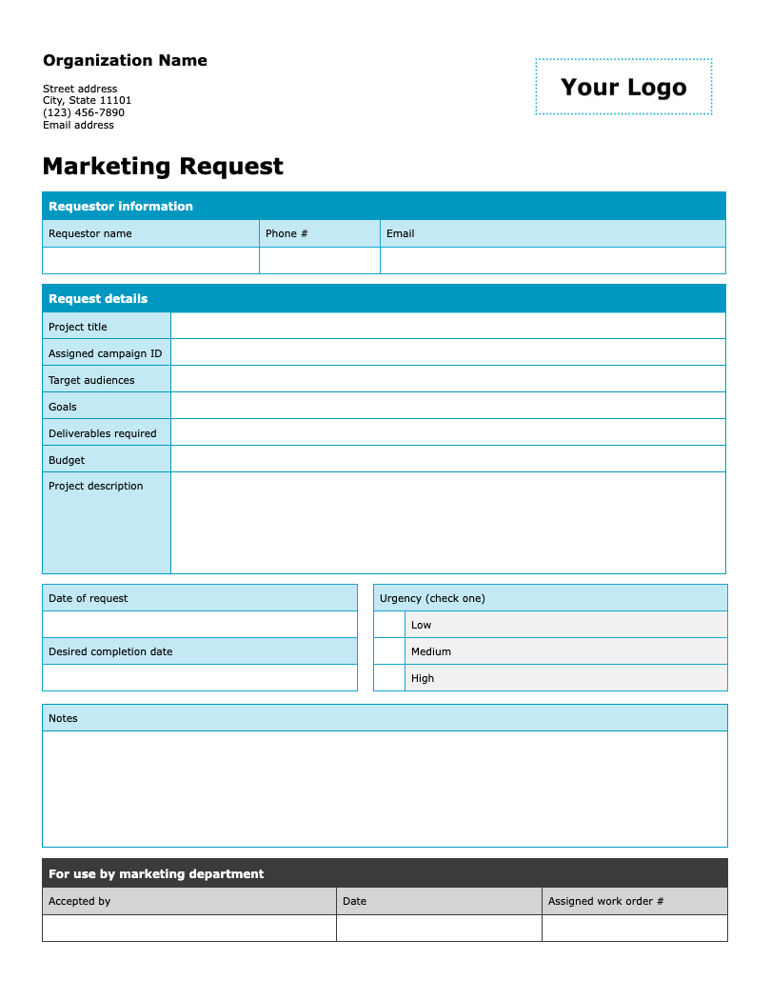 Organization Name
Your Logo
Street address
City, State 11101
(123) 456-7890
Email address
Marketing Request
Requestor information
Requestor name Phone # Email
Request details
Project title
Assigned campaign ID
Target audiences
Goals
Deliverables required
Budget
Project description
Date of request
Desired completion date
Urgency (check one)
Low
Medium
High
Notes
For use by marketing department
Accepted by Date Assigned work order #